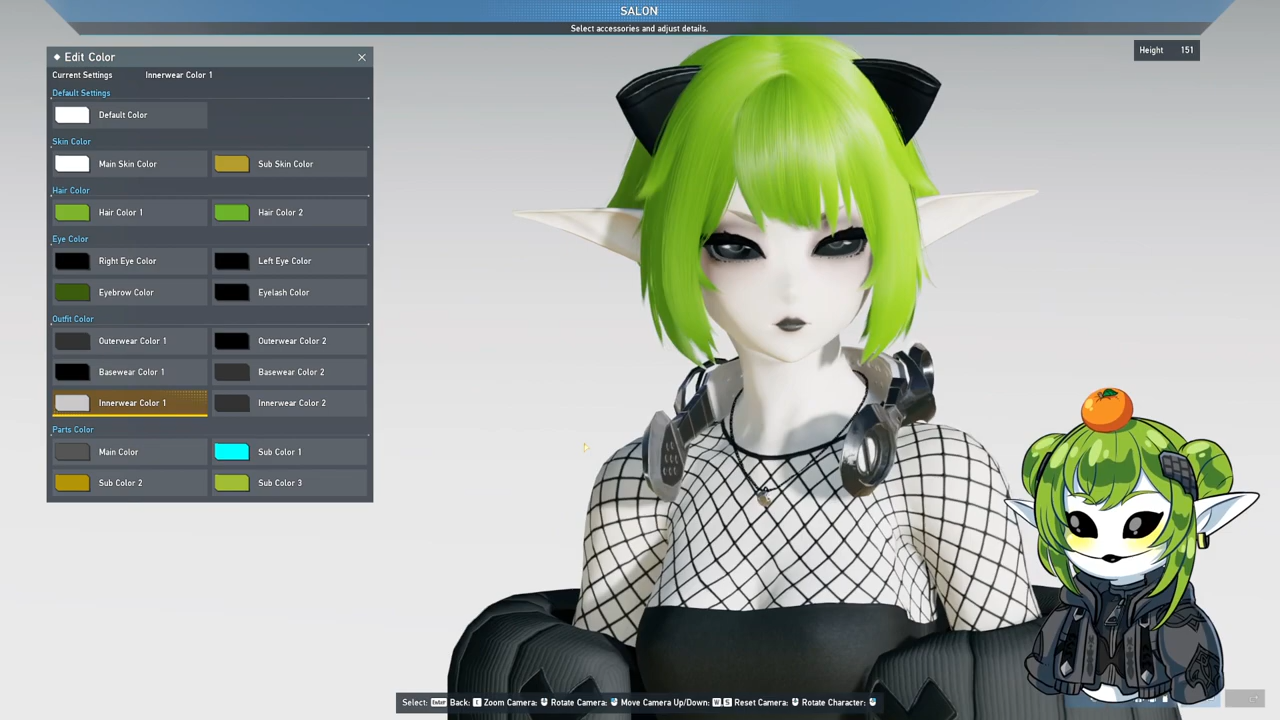 SALON
Select accessories and adjust details.
Height 151
Edit Color
Current Settings Innerwear Color 1
Default Settings
Default Color
Skin Color
Main Skin Color Sub Skin Color
Hair Color
Hair Color 1 Hair Color 2
Eye Color
Right Eye Color Left Eye Color
Eyebrow Color Eyelash Color
Outfit Color
Outerwear Color 1 Outerwear Color 2
Basewear Color 1 Basewear Color 2
Innerwear Color 1 Innerwear Color 2
Parts Color
Main Color Sub Color 1
Sub Color 2 Sub Color 3
Select: Enter Back: Zoom Camera: Rotate Camera: Move Camera Up/Down: W,S Reset Camera: Rotate Character: